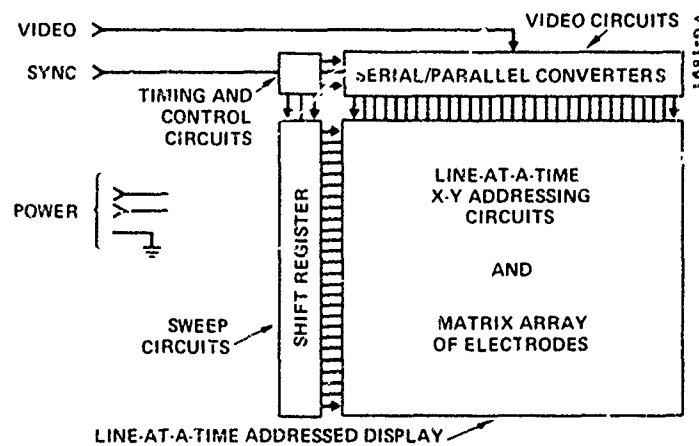 VIDEO
VIDEO CIRCUITS
SYNC
SERIAL/PARALLEL CONVERTERS
TIMING AND
CONTROL
CIRCUITS
LINE-AT-A-TIME
X-Y ADDRESSING
CIRCUITS
POWER
AND
SHIFT REGISTER
SWEEP
CIRCUITS
MATRIX ARRAY
OF ELECTRODES
LINE-AT-A-TIME ADDRESSED DISPLAY